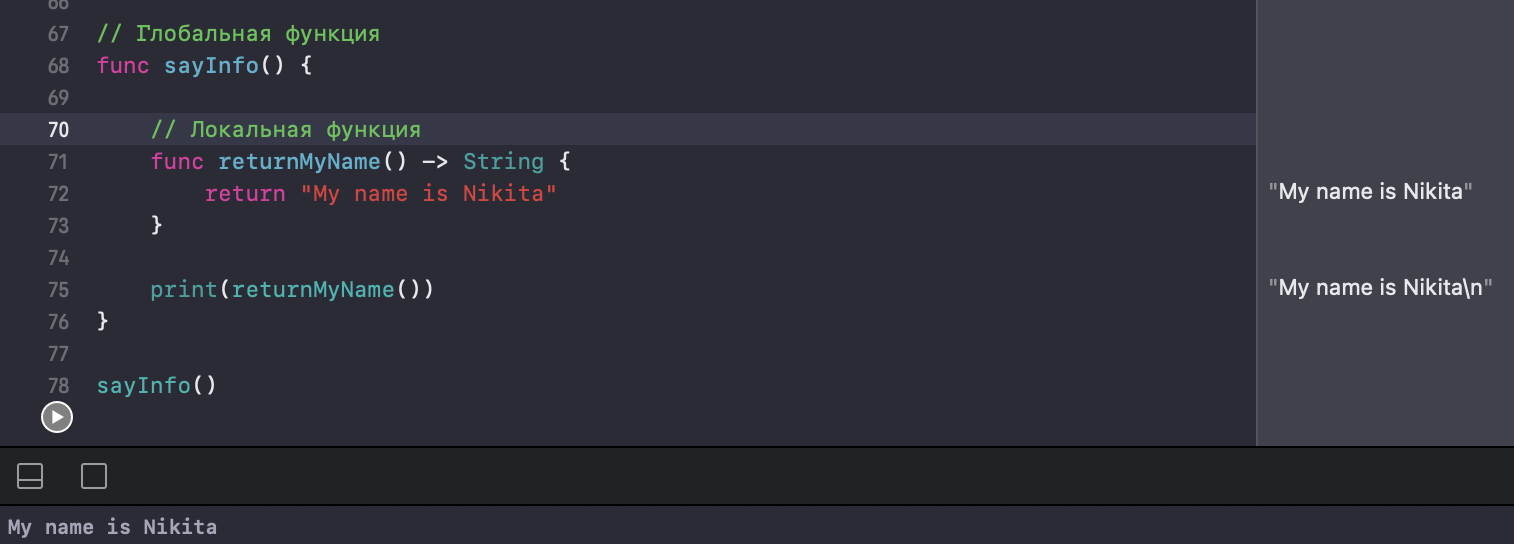 66
67 // Глобальная функция
68 func sayInfo() {
69
70 // Локальная функция
71 func returnMyName() -> String {
72 return "My name is Nikita" "My name is Nikita"
73 }
74
75 print(returnMyName()) "My name is Nikita\n"
76 }
77
78 sayInfo()
My name is Nikita